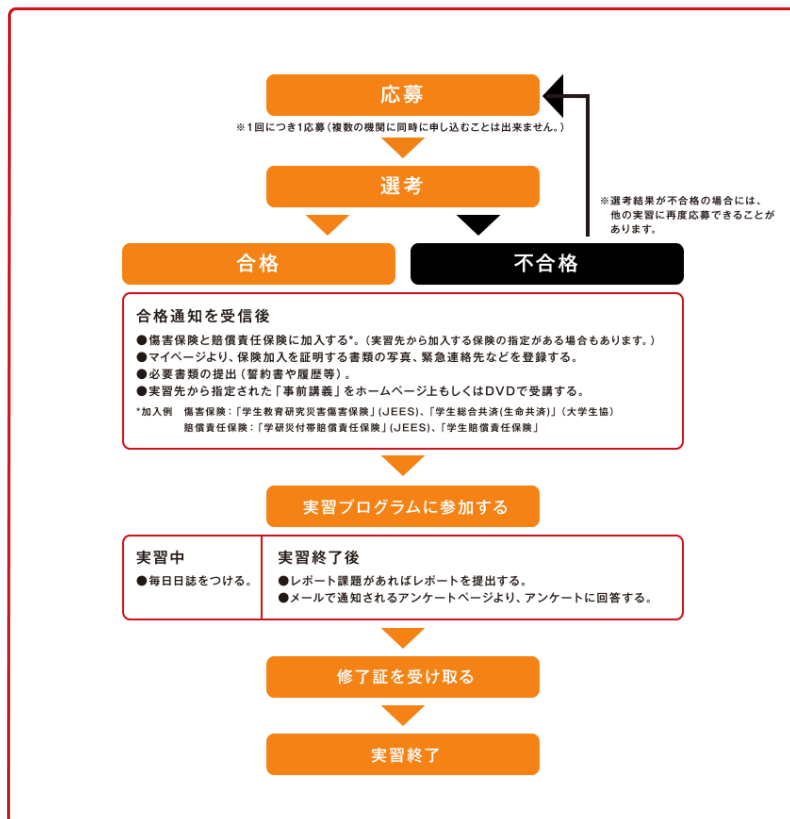 応募
※1回につき1応募（複数の機関に同時に申し込むことは出来ません。）
選考
※選考結果が不合格の場合には、
他の実習に再度応募できることが
あります。
合格
不合格
合格通知を受信後
●傷害保険と賠償責任保険に加入する*。（実習先から加入する保険の指定がある場合もあります。）
●マイページより、保険加入を証明する書類の写真、緊急連絡先などを登録する。
●必要書類の提出（誓約書や履歴等）。
●実習先から指定された「事前講義」をホームページ上もしくはDVDで受講する。
*加入例　傷害保険：「学生教育研究災害傷害保険」(JEES)、「学生総合共済(生命共済)」（大学生協）
賠償責任保険：「学研災付帯賠償責任保険」(JEES)、「学生賠償責任保険」
実習プログラムに参加する
実習中
●毎日日誌をつける。
実習終了後
●レポート課題があればレポートを提出する。
●メールで通知されるアンケートページより、アンケートに回答する。
修了証を受け取る
実習終了